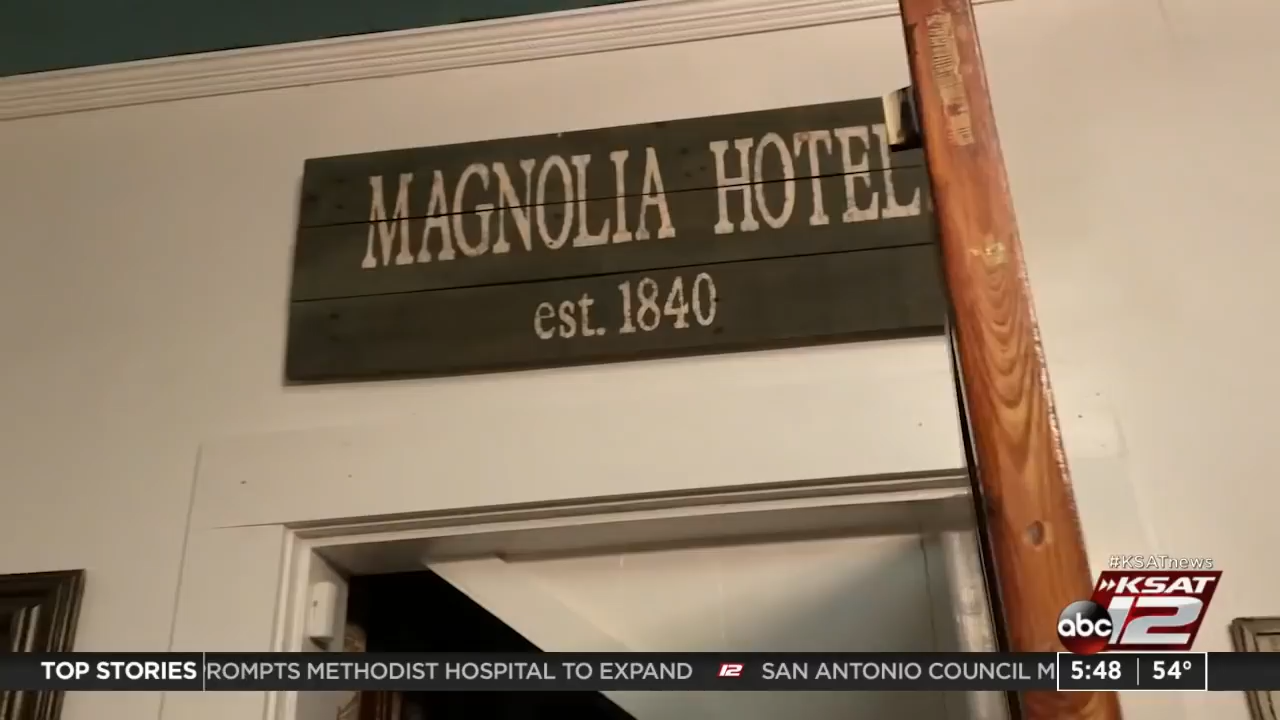 MAGNOLIA HOTEL
est. 1840
#KSATnews
KSAT
abc 12
TOP STORIES ROMPTS METHODIST HOSPITAL TO EXPAND 12 SAN ANTONIO COUNCIL M 5:48 54°